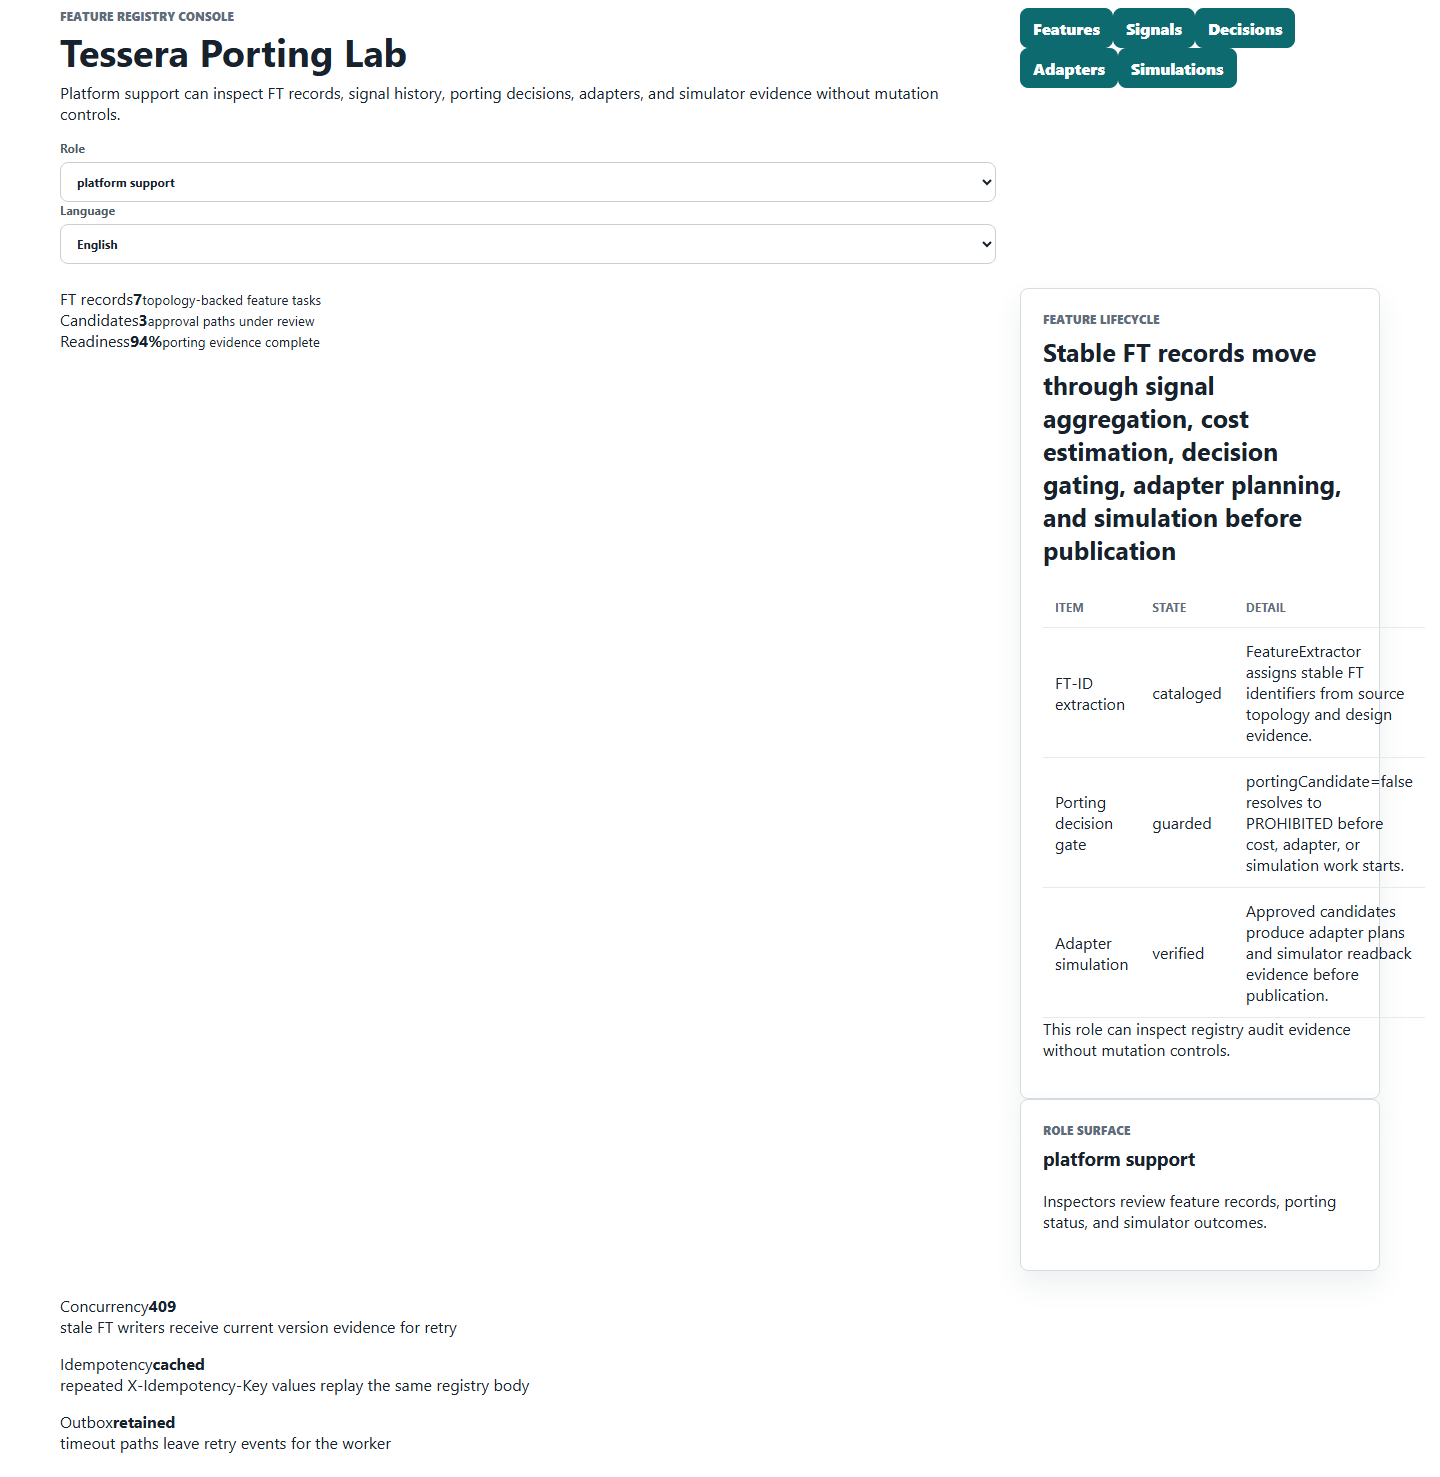 FEATURE REGISTRY CONSOLE
Tessera Porting Lab
Platform support can inspect FT records, signal history, porting decisions, adapters, and simulator evidence without mutation
controls.
Role
platform support
Language
English
Features Signals Decisions
Adapters Simulations
FT records7topology-backed feature tasks
Candidates3approval paths under review
Readiness94%porting evidence complete
FEATURE LIFECYCLE
Stable FT records move
through signal
aggregation, cost
estimation, decision
gating, adapter planning,
and simulation before
publication
ITEM STATE DETAIL
FT-ID
extraction
cataloged
FeatureExtractor
assigns stable FT
identifiers from source
topology and design
evidence.
Porting
decision
gate
guarded
portingCandidate=false
resolves to
PROHIBITED before
cost, adapter, or
simulation work starts.
Adapter
simulation
verified
Approved candidates
produce adapter plans
and simulator readback
evidence before
publication.
This role can inspect registry audit evidence
without mutation controls.
ROLE SURFACE
platform support
Inspectors review feature records, porting
status, and simulator outcomes.
Concurrency409
stale FT writers receive current version evidence for retry
Idempotencycached
repeated X-Idempotency-Key values replay the same registry body
Outboxretained
timeout paths leave retry events for the worker